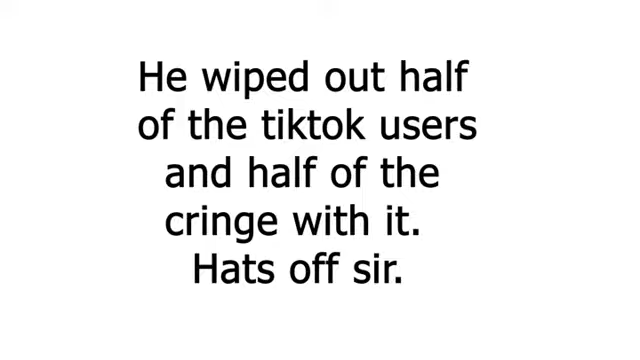 He wiped out half
of the tiktok users
and half of the
cringe with it.
Hats off sir.